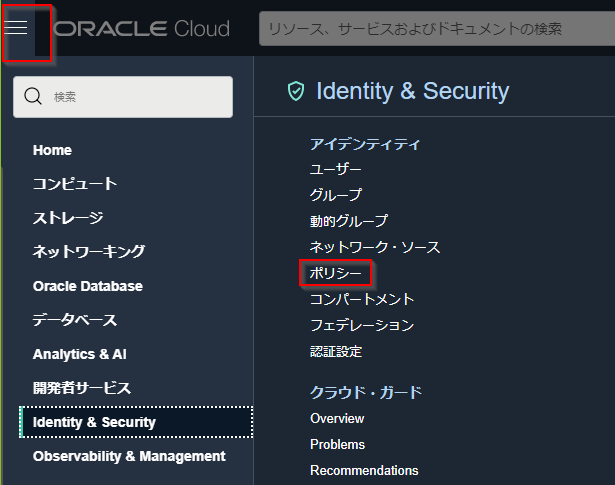 ORACLE Cloud
リソース、サービスおよびドキュメントの検索
検索
Home
コンピュート
ストレージ
ネットワーキング
Oracle Database
データベース
Analytics & AI
開発者サービス
Identity & Security
Observability & Management
Identity & Security
アイデンティティ
ユーザー
グループ
動的グループ
ネットワーク・ソース
ポリシー
コンパートメント
フェデレーション
認証設定
クラウド・ガード
Overview
Problems
Recommendations